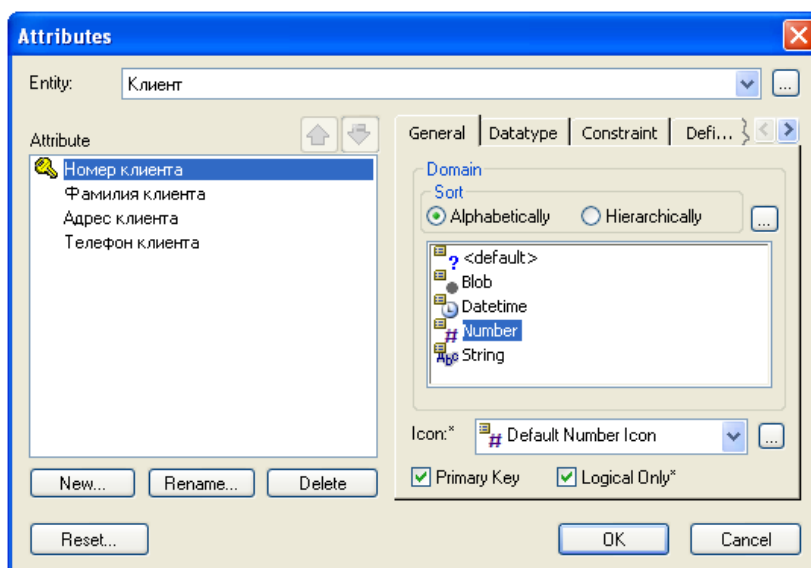 Attributes
Entity: Клиент ...
Attribute
Номер клиента
Фамилия клиента
Адрес клиента
Телефон клиента
New... Rename... Delete
General Datatype Constraint Defi...
Domain
Sort
Alphabetically Hierarchically ...
<default>
Blob
Datetime
Number
String
Icon:* Default Number Icon ...
Primary Key Logical Only*
Reset... OK Cancel